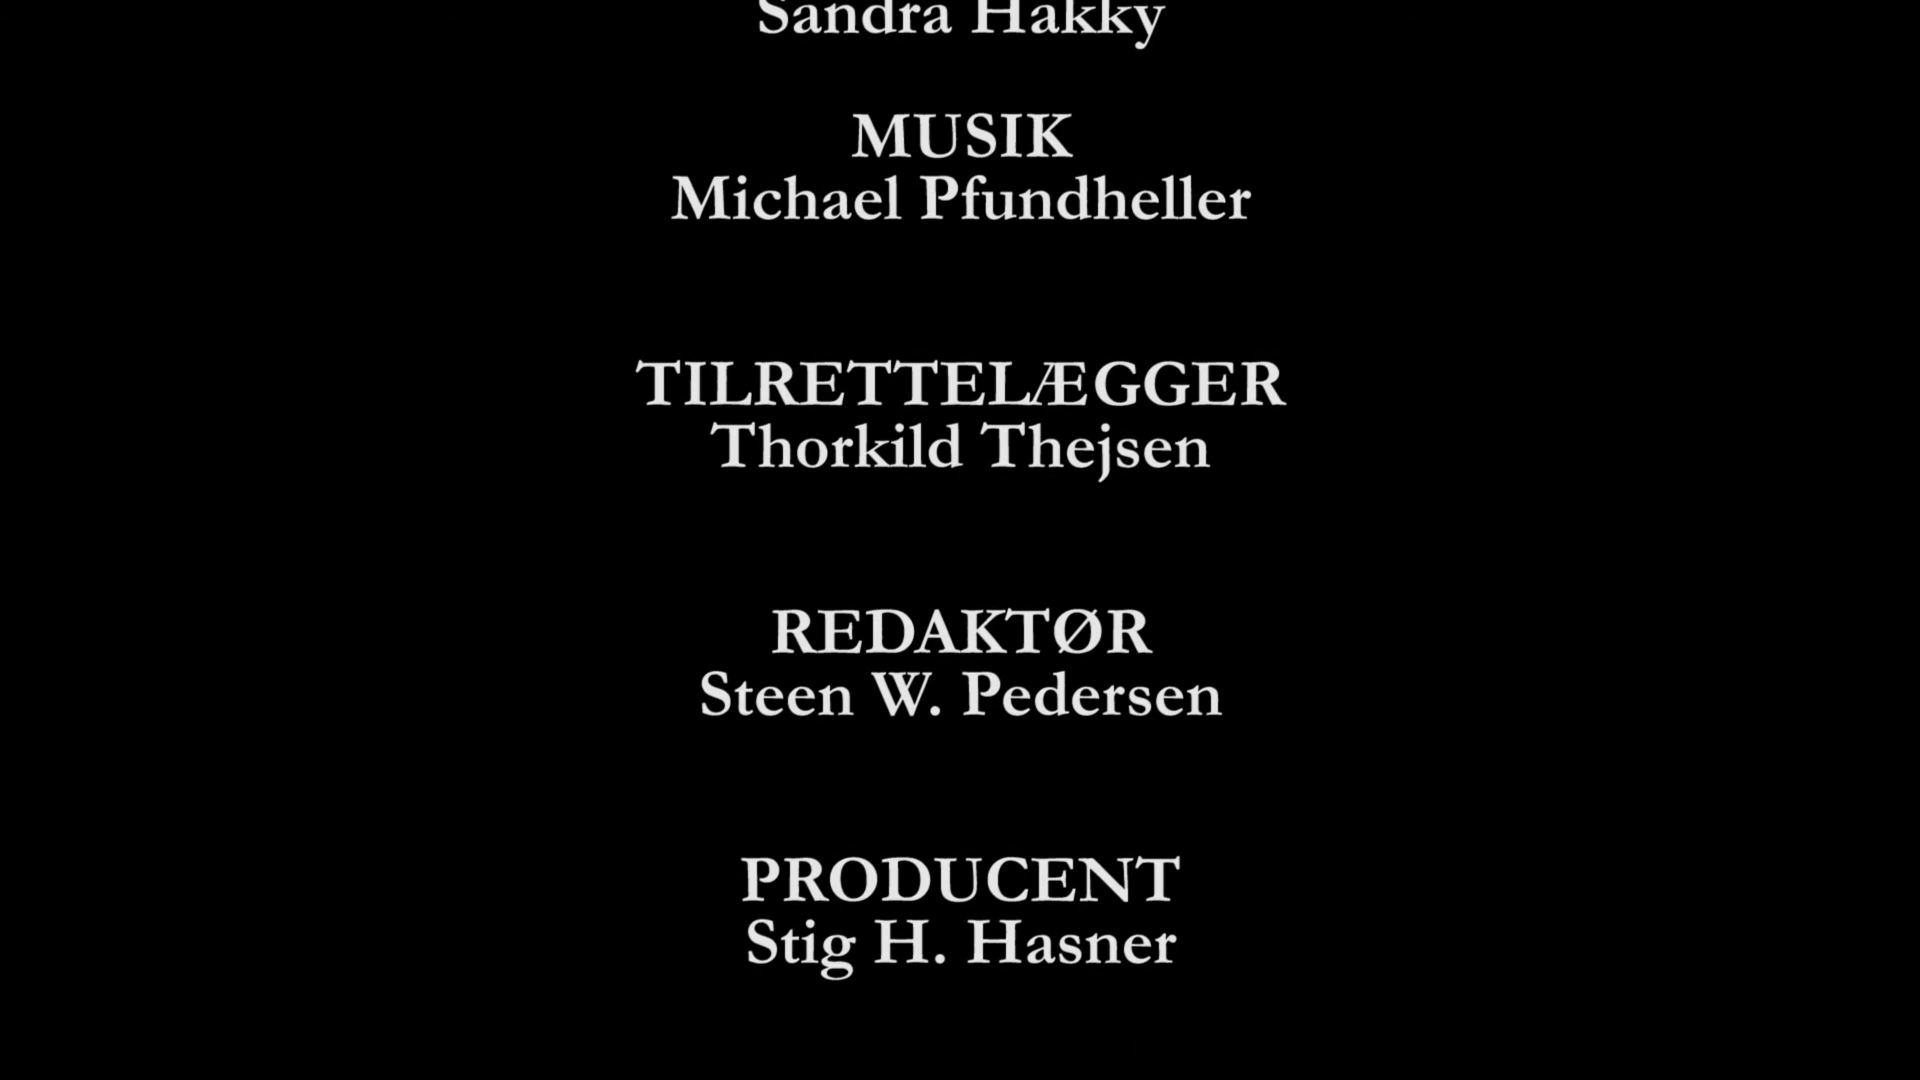 Sandra Hakky
MUSIK
Michael Pfundheller
TILRETTELÆGGER
Thorkild Thejsen
REDAKTØR
Steen W. Pedersen
PRODUCENT
Stig H. Hasner